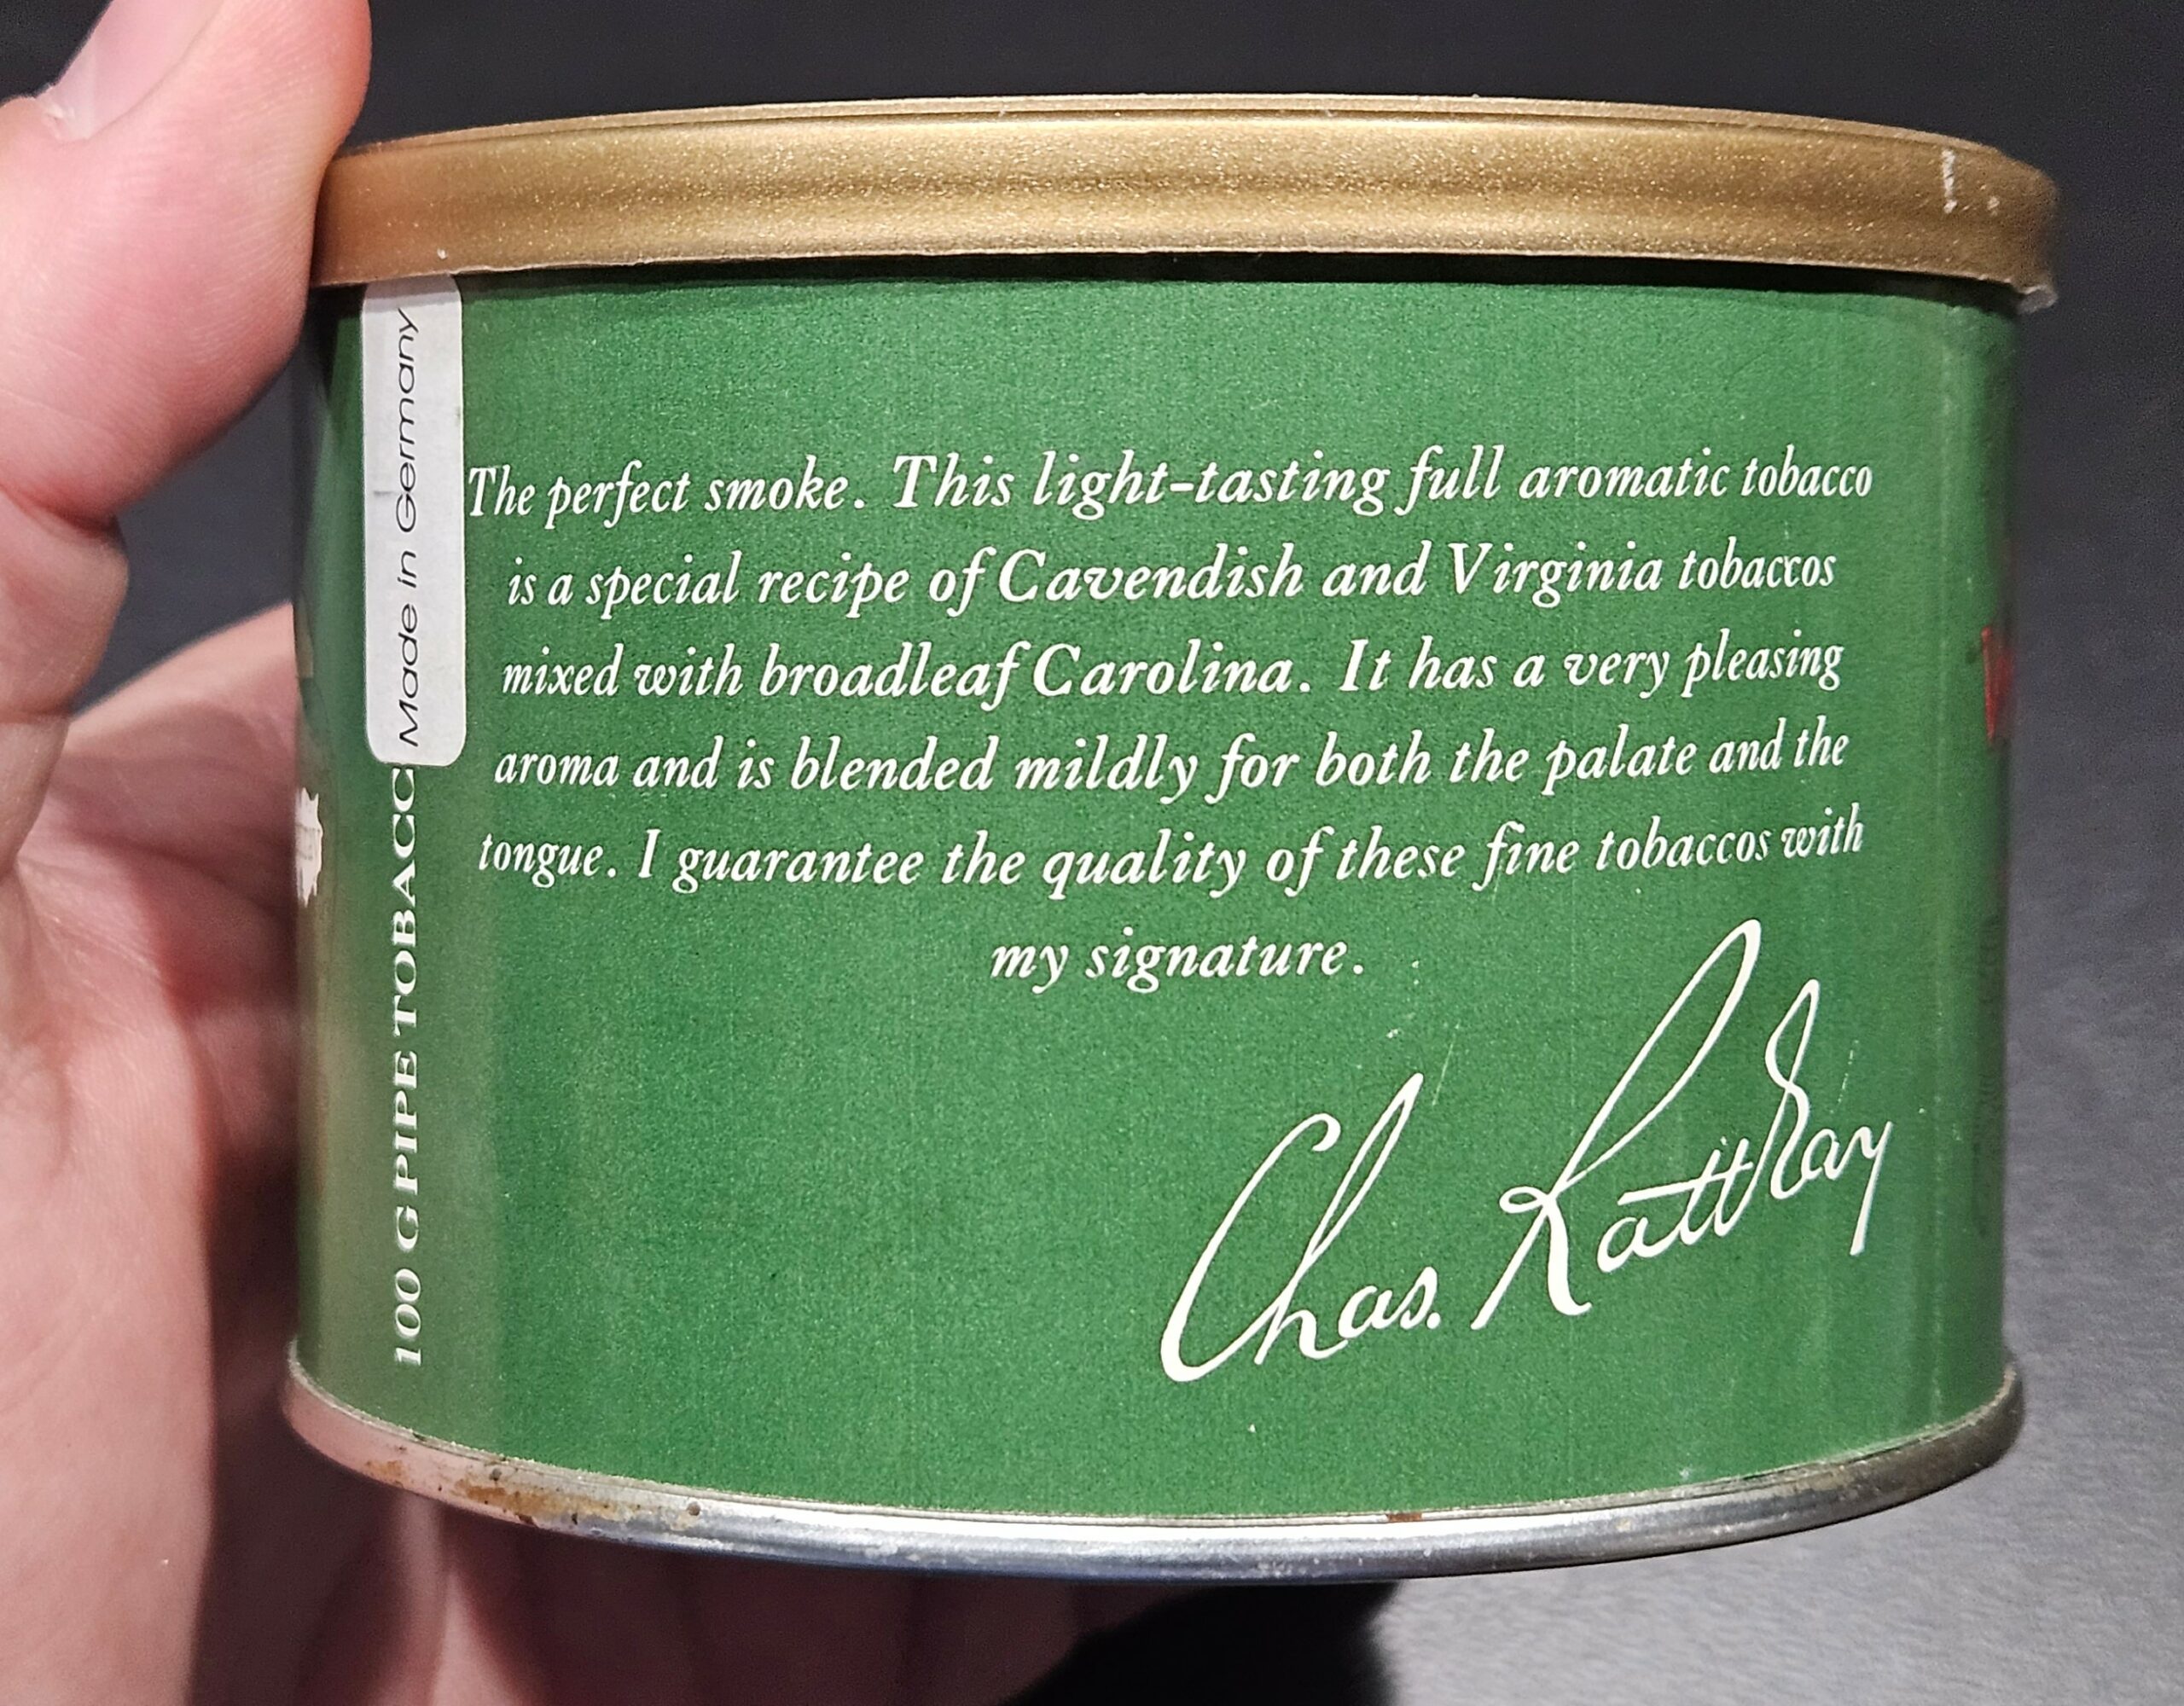 Made in Germany
100 G PIPE TOBACC
The perfect smoke. This light-tasting full aromatic tobacco
is a special recipe of Cavendish and Virginia tobaccos
mixed with broadleaf Carolina. It has a very pleasing
aroma and is blended mildly for both the palate and the
tongue. I guarantee the quality of these fine tobaccos with
my signature.
Chas. Rattray